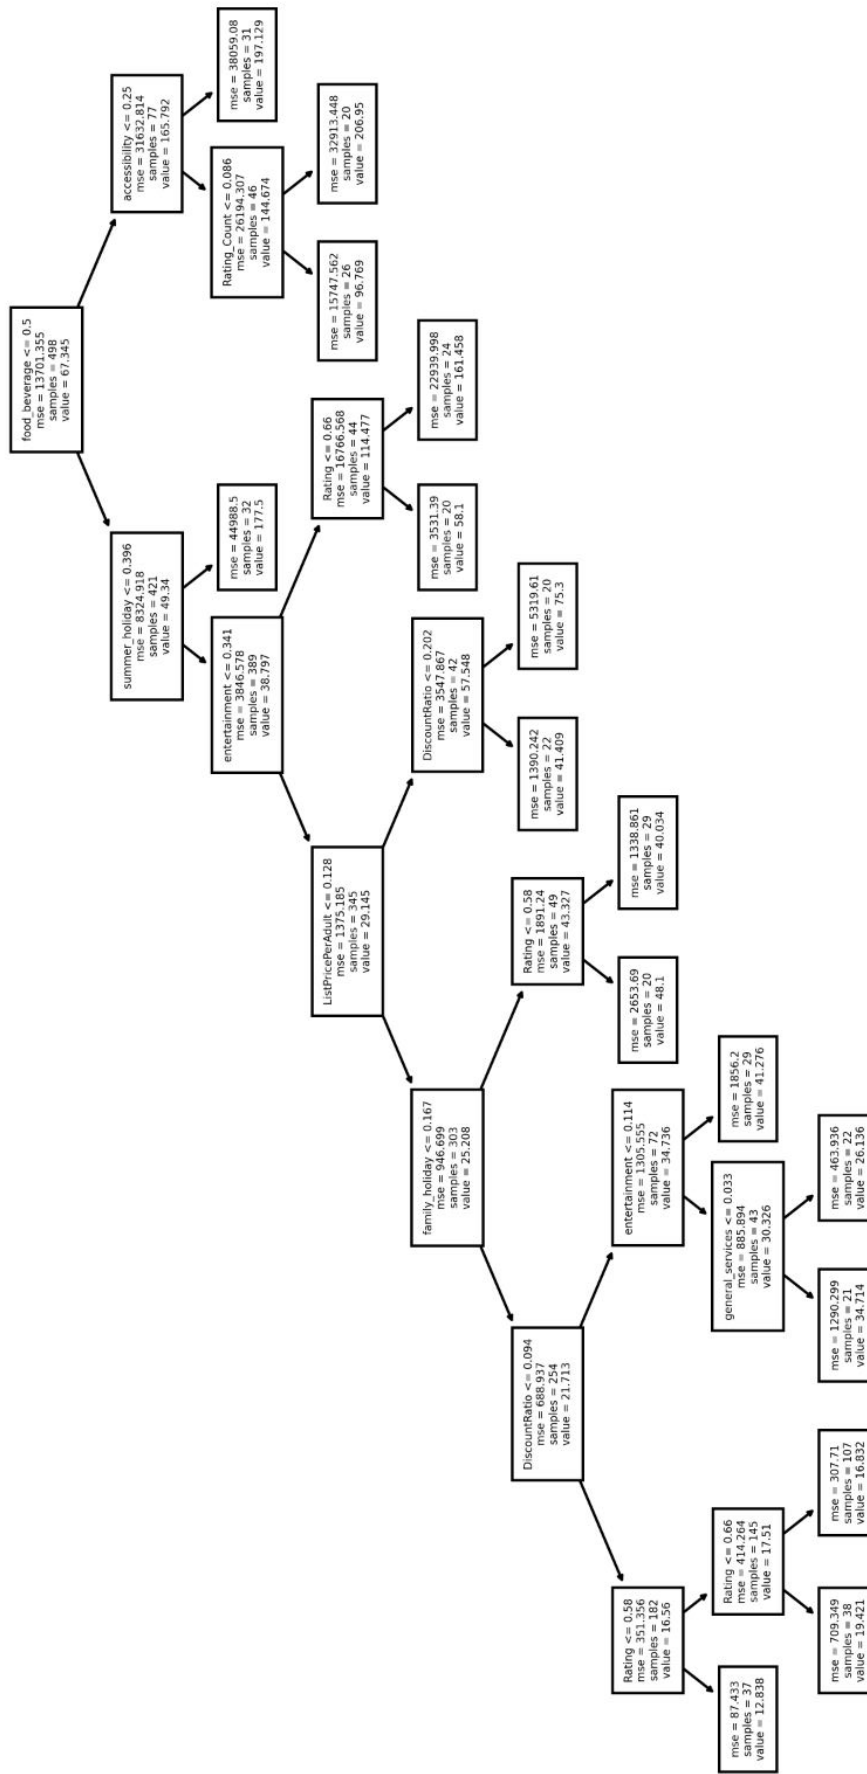 food_beverage <= 0.5
mse = 13701.355
samples = 498
value = 67.345
summer_holiday <= 0.396
mse = 8324.918
samples = 421
value = 49.34
accessibility <= 0.25
mse = 31632.814
samples = 77
value = 165.792
entertainment <= 0.341
mse = 3846.578
samples = 389
value = 38.797
mse = 44988.5
samples = 32
value = 177.5
Rating_Count <= 0.086
mse = 26194.307
samples = 46
value = 144.674
mse = 38059.08
samples = 31
value = 197.129
ListPricePerAdult <= 0.128
mse = 1375.185
samples = 345
value = 29.145
Rating <= 0.66
mse = 16766.568
samples = 44
value = 114.477
mse = 15747.562
samples = 26
value = 96.769
mse = 32913.448
samples = 20
value = 206.95
family_holiday <= 0.167
mse = 946.699
samples = 303
value = 25.208
DiscountRatio <= 0.202
mse = 3547.867
samples = 42
value = 57.548
mse = 3531.39
samples = 20
value = 58.1
mse = 22939.998
samples = 24
value = 161.458
DiscountRatio <= 0.094
mse = 688.937
samples = 254
value = 21.713
Rating <= 0.58
mse = 1891.24
samples = 49
value = 43.327
mse = 1390.242
samples = 22
value = 41.409
mse = 5319.61
samples = 20
value = 75.3
Rating <= 0.58
mse = 351.356
samples = 182
value = 16.56
entertainment <= 0.114
mse = 1305.555
samples = 72
value = 34.736
mse = 2653.69
samples = 20
value = 48.1
mse = 1338.861
samples = 29
value = 40.034
mse = 87.433
samples = 37
value = 12.838
Rating <= 0.66
mse = 414.264
samples = 145
value = 17.51
general_services <= 0.033
mse = 885.894
samples = 43
value = 30.326
mse = 1856.2
samples = 29
value = 41.276
mse = 709.349
samples = 38
value = 19.421
mse = 307.71
samples = 107
value = 16.832
mse = 1290.299
samples = 21
value = 34.714
mse = 463.936
samples = 22
value = 26.136